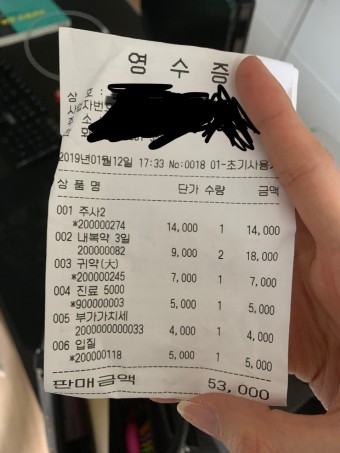 영 수 증
상 호 :
2019년01월12일 17:33 No:0018 01-초기사용
상 품 명 단가 수량 금액
001 주사2
*200000274 14,000 1 14,000
002 내복약 3일
200000082 9,000 2 18,000
003 귀약(大)
*200000245 7,000 1 7,000
004 진료 5000
*900000003 5,000 1 5,000
005 부가가치세
2000000000033 4,000 1 4,000
006 입질
*200000118 5,000 1 5,000
판매금액 53,000